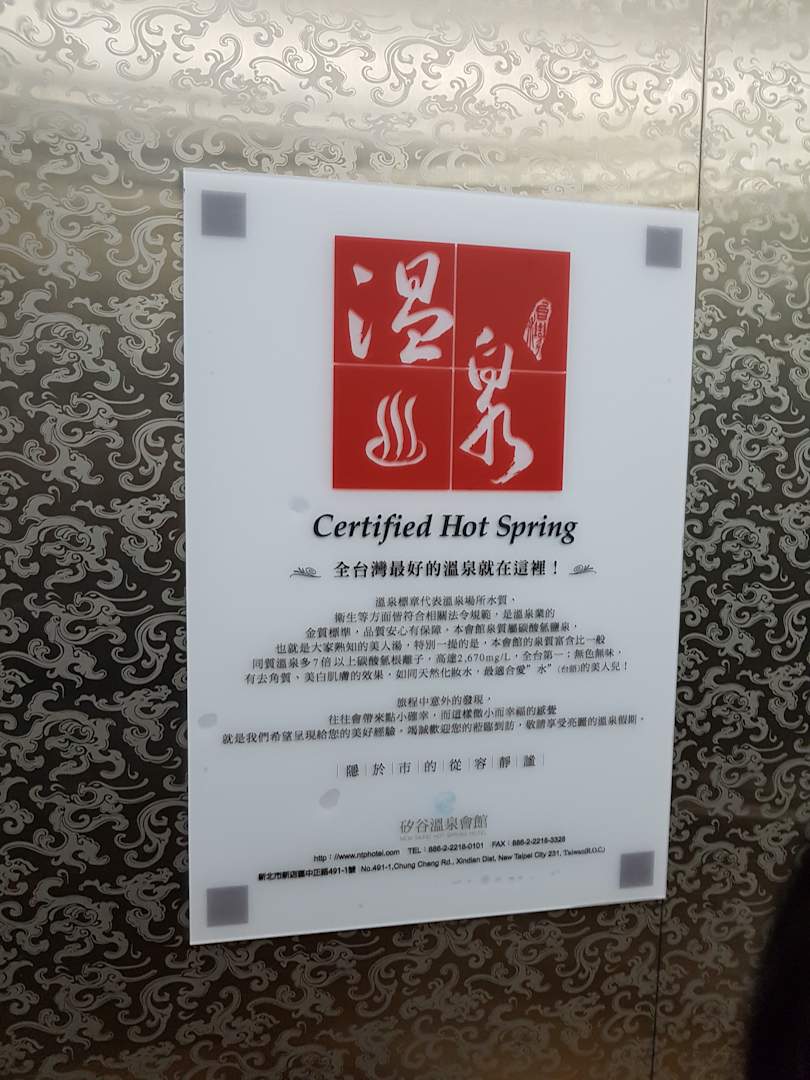 溫泉
台灣
Certified Hot Spring
全台灣最好的溫泉就在這裡！
溫泉標章代表溫泉場所水質、
衛生等方面皆符合相關法令規範，是溫泉業的
金質標準，品質安心有保障，本會館泉質屬碳酸氫鹽泉，
也就是大家熟知的美人湯，特別一提的是，本會館的泉質富含比一般
同質溫泉多7倍以上碳酸氫根離子，高達2,670mg/L，全台第一；無色無味，
有去角質、美白肌膚的效果，如同天然化妝水，最適合愛”水”(台語)的美人兒！
旅程中意外的發現，
往往會帶來點小確幸，而這樣微小而幸福的感覺
就是我們希望呈現給您的美好經驗。竭誠歡迎您的蒞臨到訪，敬請享受亮麗的溫泉假期。
|隱|於|市|的|從|容|靜|謐|
矽谷溫泉會館
http：//www.ntphotel.com TEL：886-2-2218-0101 FAX：886-2-2218-3328
新北市新店區中正路491-1號 No.491-1,Chung Cheng Rd., Xindian Dist, New Taipei City 231, Taiwan(R.O.C)